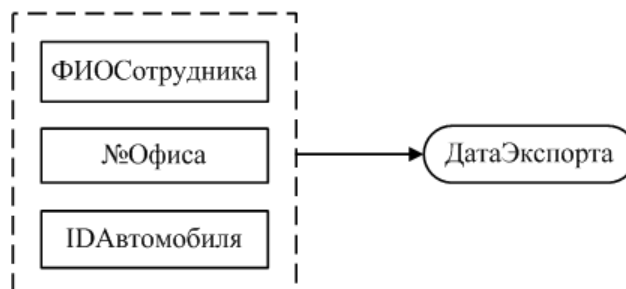 ФИОСотрудника
№Офиса
ДатаЭкспорта
IDАвтомобиля